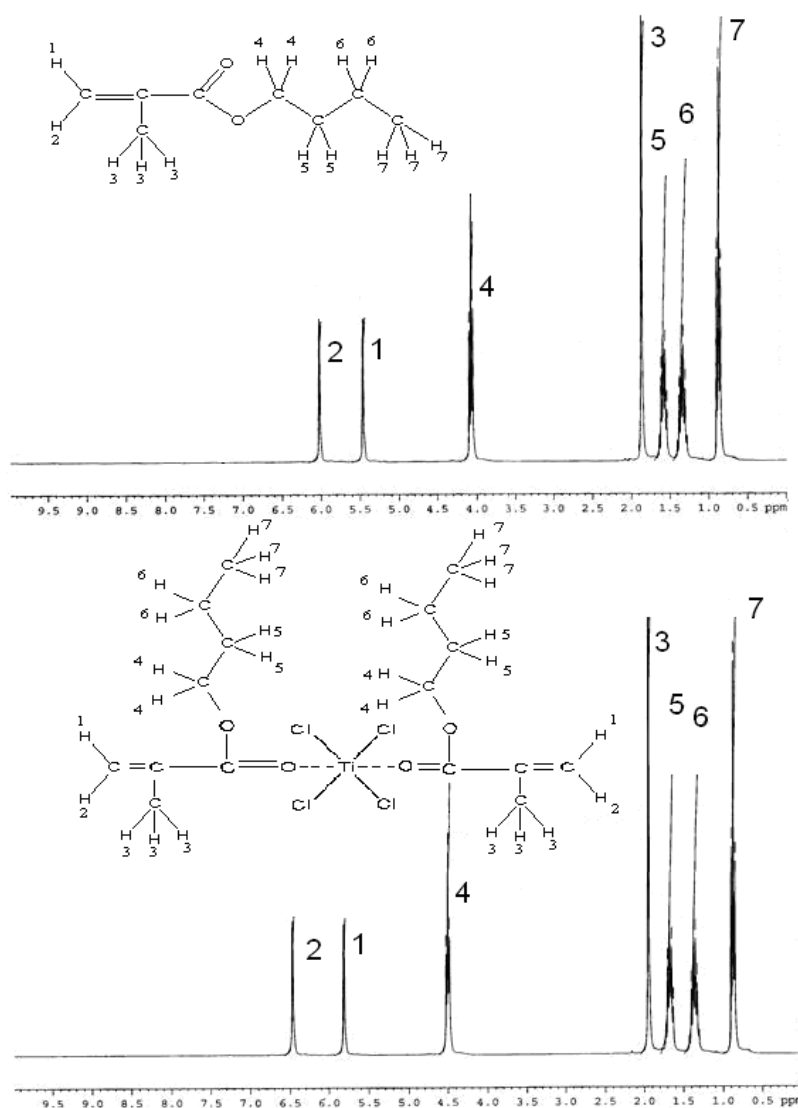 3 7
4 4 6 6
1
H O H H H H
6
C C C C C
O C C
5
H C H
H H H H H H H
2 3 3 3 5 5 7 7 7
4
2 1
9.5 9.0 8.5 8.0 7.5 7.0 6.5 6.0 5.5 5.0 4.5 4.0 3.5 3.0 2.5 2.0 1.5 1.0 0.5 ppm
H 7 H 7
C H 7 C H 7
6 H H 7 6 H H 7
6 H C 6 H C
7
C H 5 C H 5
3
4 H H 5 4 H H 5
H C H C
4 4
5 6
1 O Cl Cl O 1
H H
C C C O Ti O C C C
H C Cl Cl C H
2 2
H H H H H H
3 3 3 3 3 3
4
2 1
9.5 9.0 8.5 8.0 7.5 7.0 6.5 6.0 5.5 5.0 4.5 4.0 3.5 3.0 2.5 2.0 1.5 1.0 0.5 ppm